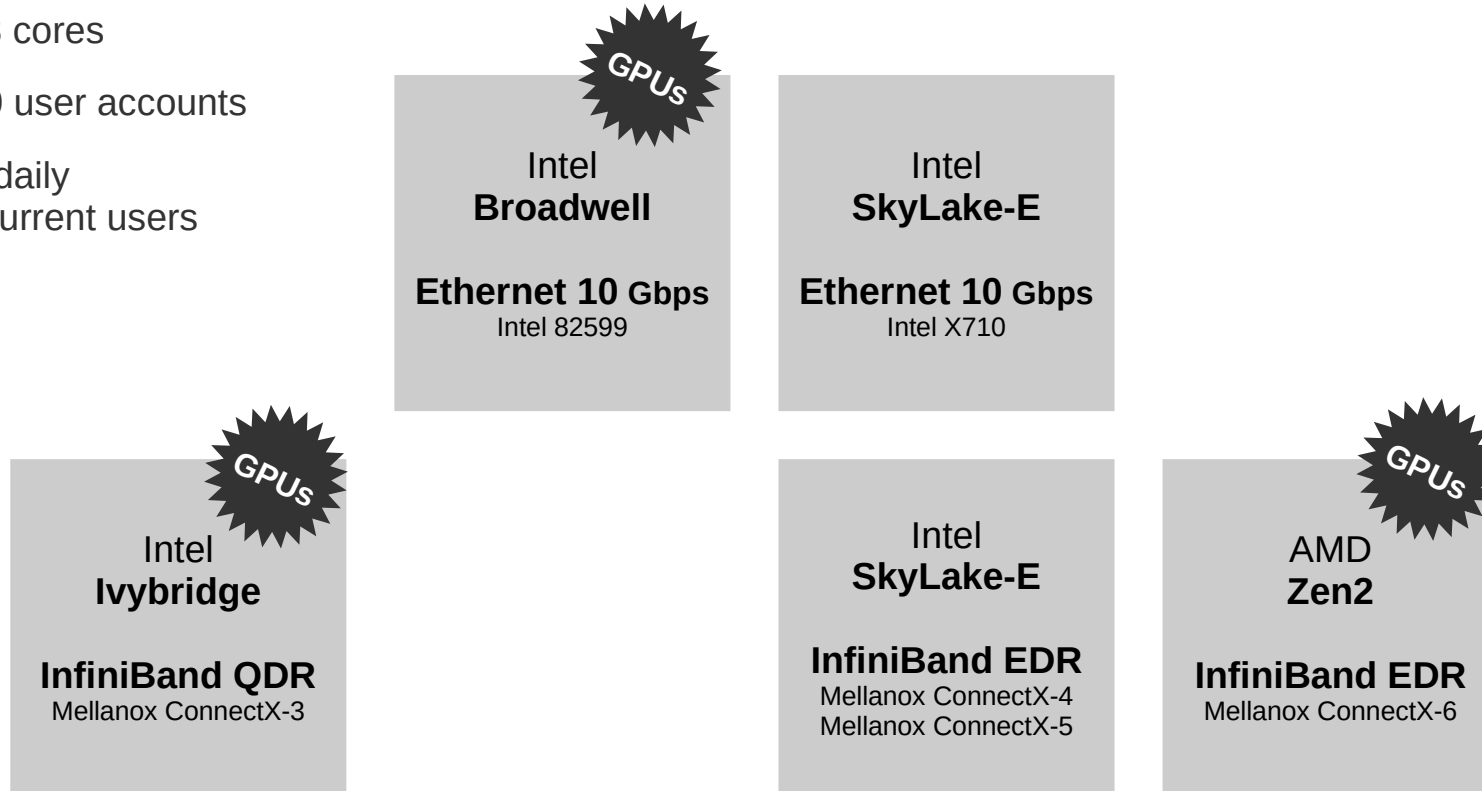 cores
user accounts
daily
users
GPUs
Intel
Broadwell
Ethernet 10 Gbps
Intel 82599
Intel
SkyLake-E
Ethernet 10 Gbps
Intel X710
GPUs
Intel
Ivybridge
InfiniBand QDR
Mellanox ConnectX-3
Intel
SkyLake-E
InfiniBand EDR
Mellanox ConnectX-4
Mellanox ConnectX-5
GPUs
AMD
Zen2
InfiniBand EDR
Mellanox ConnectX-6